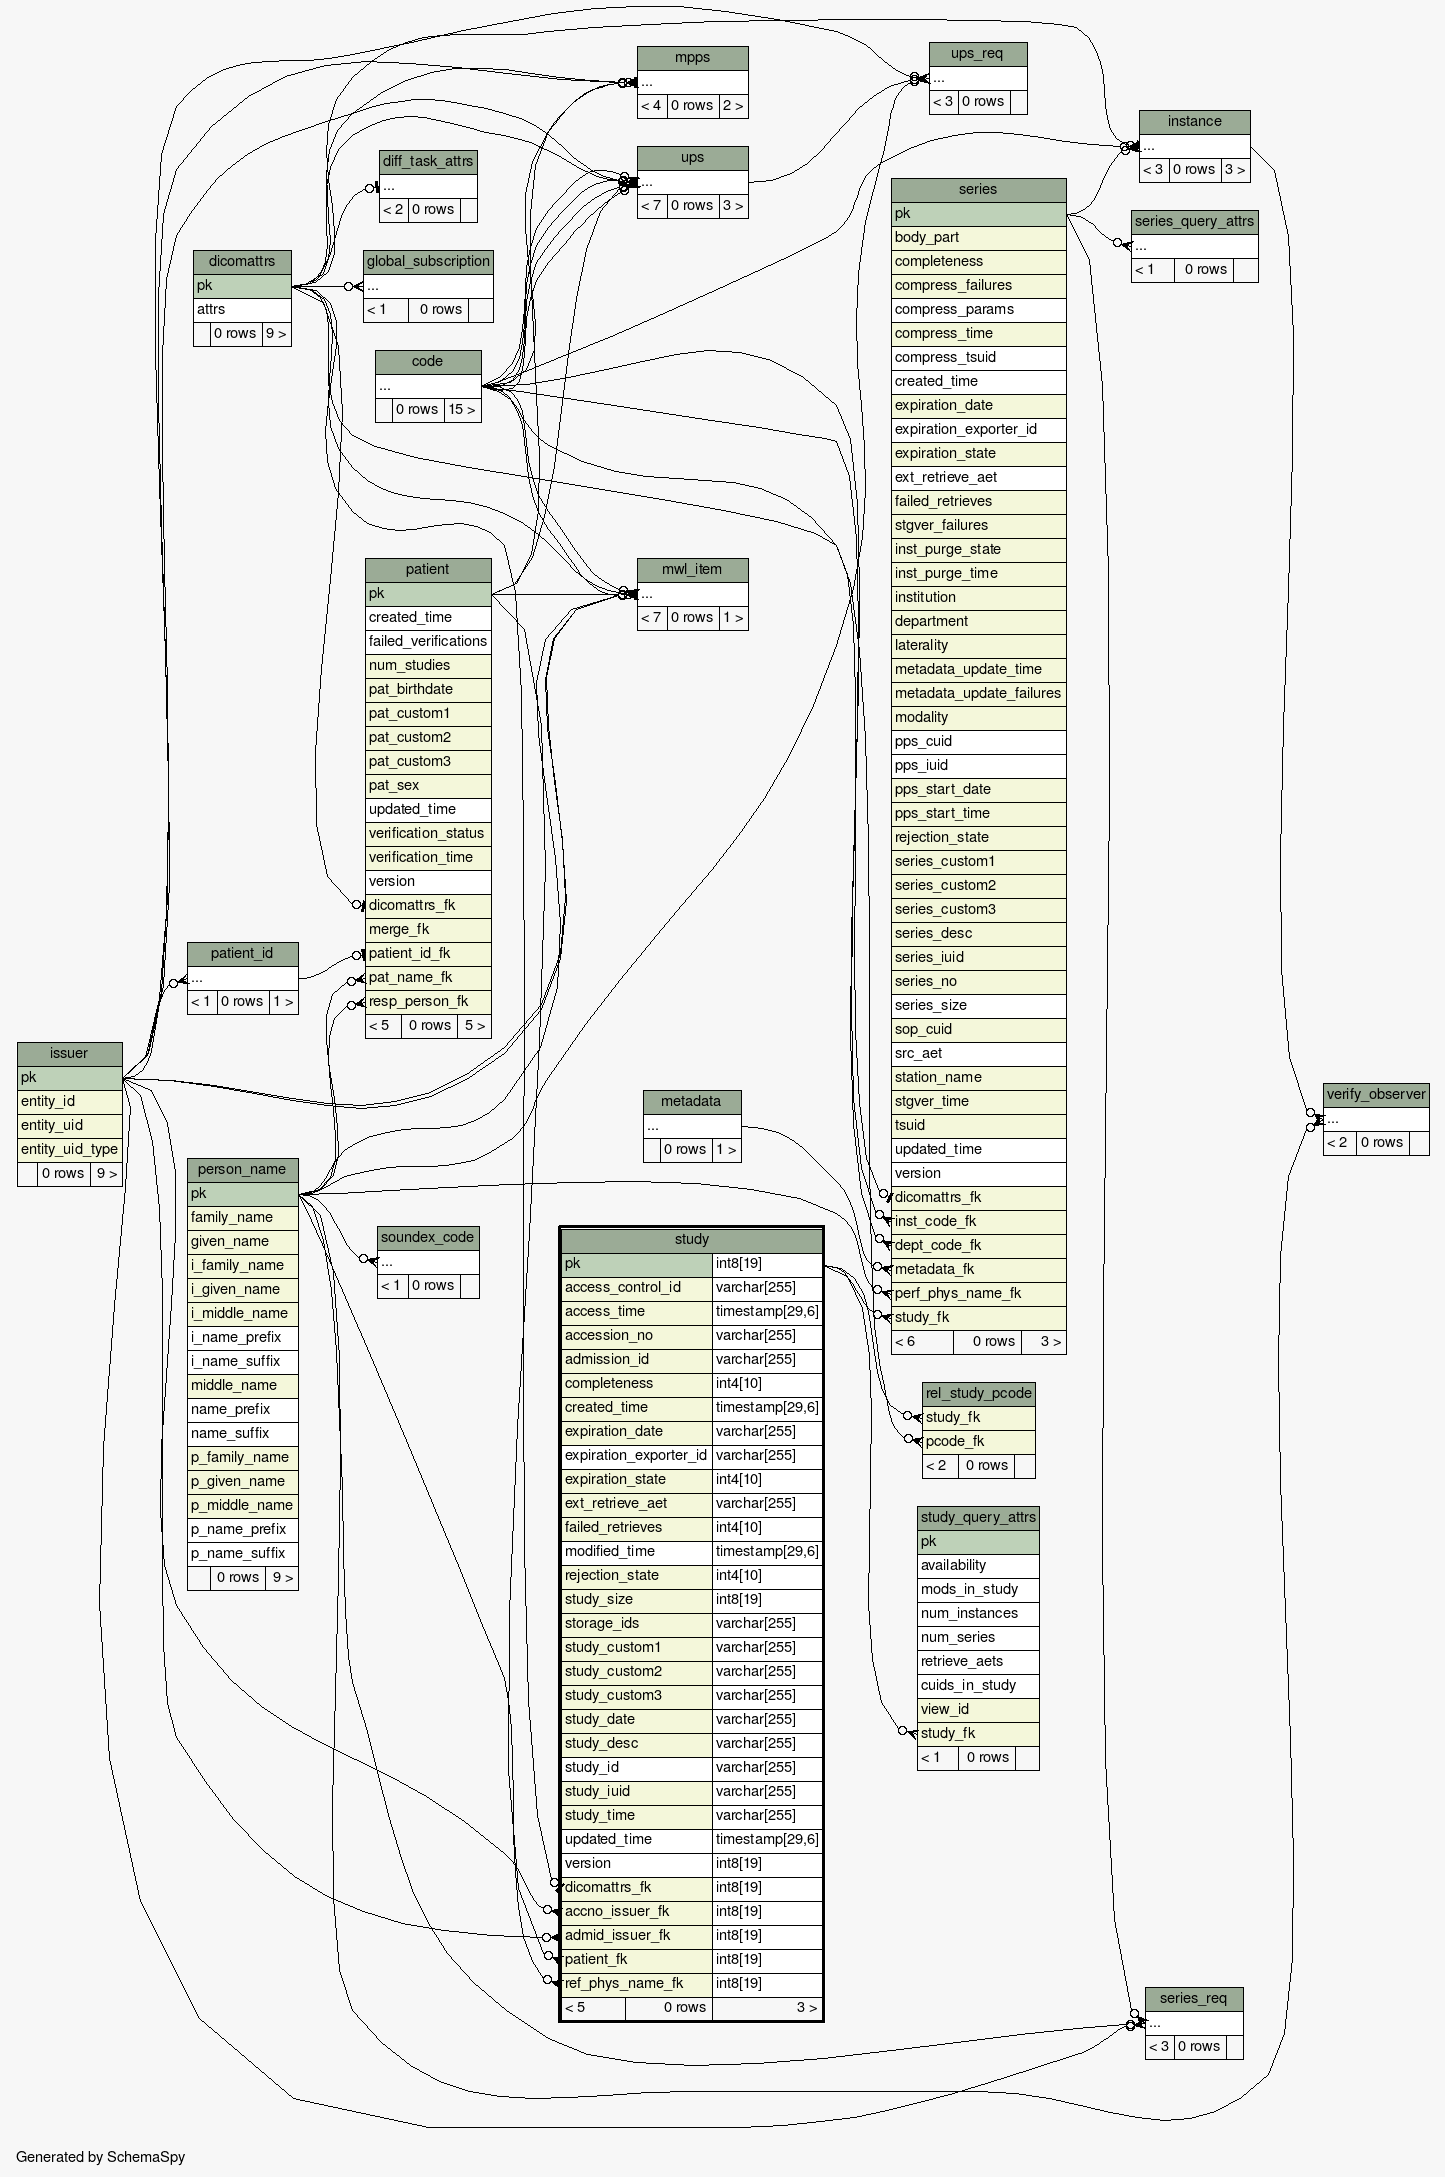 mpps
...
< 4 0 rows 2 >
ups_req
...
< 3 0 rows
instance
...
< 3 0 rows 3 >
diff_task_attrs
...
< 2 0 rows
ups
...
< 7 0 rows 3 >
series_query_attrs
...
< 1 0 rows
dicomattrs
pk
attrs
0 rows 9 >
global_subscription
...
< 1 0 rows
code
...
0 rows 15 >
series
pk
body_part
completeness
compress_failures
compress_params
compress_time
compress_tsuid
created_time
expiration_date
expiration_exporter_id
expiration_state
ext_retrieve_aet
failed_retrieves
stgver_failures
inst_purge_state
inst_purge_time
institution
department
laterality
metadata_update_time
metadata_update_failures
modality
pps_cuid
pps_iuid
pps_start_date
pps_start_time
rejection_state
series_custom1
series_custom2
series_custom3
series_desc
series_iuid
series_no
series_size
sop_cuid
src_aet
station_name
stgver_time
tsuid
updated_time
version
dicomattrs_fk
inst_code_fk
dept_code_fk
metadata_fk
perf_phys_name_fk
study_fk
< 6 0 rows 3 >
patient
pk
created_time
failed_verifications
num_studies
pat_birthdate
pat_custom1
pat_custom2
pat_custom3
pat_sex
updated_time
verification_status
verification_time
version
dicomattrs_fk
merge_fk
patient_id_fk
pat_name_fk
resp_person_fk
< 5 0 rows 5 >
mwl_item
...
< 7 0 rows 1 >
patient_id
...
< 1 0 rows 1 >
issuer
pk
entity_id
entity_uid
entity_uid_type
0 rows 9 >
metadata
...
0 rows 1 >
verify_observer
...
< 2 0 rows
person_name
pk
family_name
given_name
i_family_name
i_given_name
i_middle_name
i_name_prefix
i_name_suffix
middle_name
name_prefix
name_suffix
p_family_name
p_given_name
p_middle_name
p_name_prefix
p_name_suffix
0 rows 9 >
soundex_code
...
< 1 0 rows
study
pk int8[19]
access_control_id varchar[255]
access_time timestamp[29,6]
accession_no varchar[255]
admission_id varchar[255]
completeness int4[10]
created_time timestamp[29,6]
expiration_date varchar[255]
expiration_exporter_id varchar[255]
expiration_state int4[10]
ext_retrieve_aet varchar[255]
failed_retrieves int4[10]
modified_time timestamp[29,6]
rejection_state int4[10]
study_size int8[19]
storage_ids varchar[255]
study_custom1 varchar[255]
study_custom2 varchar[255]
study_custom3 varchar[255]
study_date varchar[255]
study_desc varchar[255]
study_id varchar[255]
study_iuid varchar[255]
study_time varchar[255]
updated_time timestamp[29,6]
version int8[19]
dicomattrs_fk int8[19]
accno_issuer_fk int8[19]
admid_issuer_fk int8[19]
patient_fk int8[19]
ref_phys_name_fk int8[19]
< 5 0 rows 3 >
rel_study_pcode
study_fk
pcode_fk
< 2 0 rows
study_query_attrs
pk
availability
mods_in_study
num_instances
num_series
retrieve_aets
cuids_in_study
view_id
study_fk
< 1 0 rows
series_req
...
< 3 0 rows
Generated by SchemaSpy